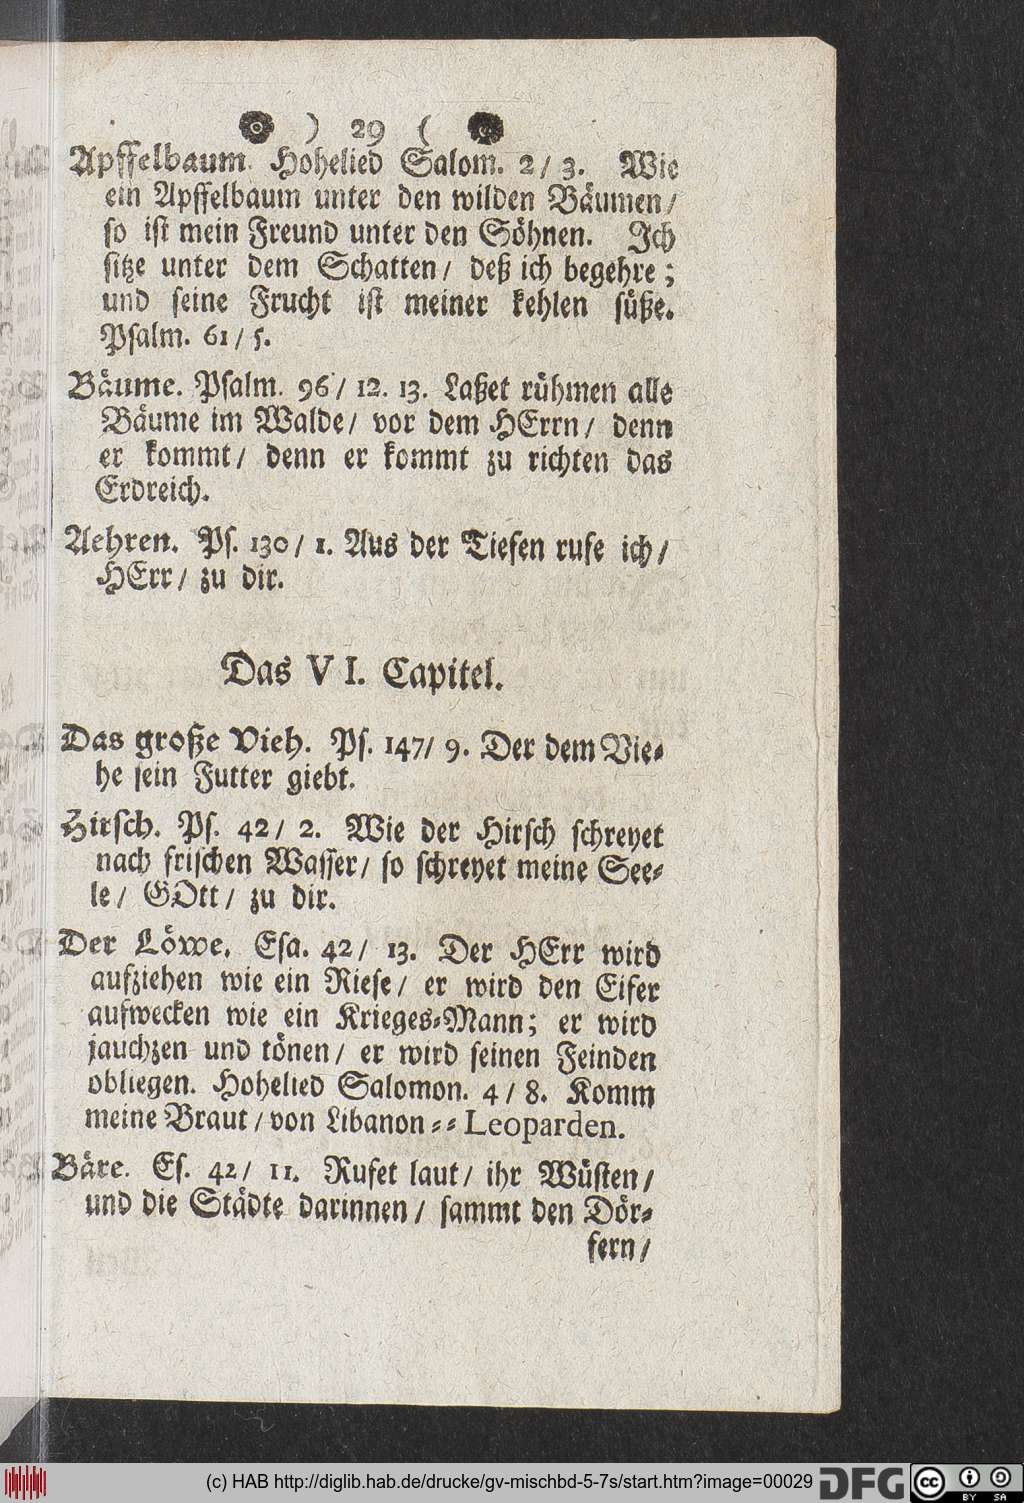 ) 29 (
Apffelbaum. Hohelied Salom. 2/ 3. Wie
ein Apffelbaum unter den wilden Bäumen/
so ist mein Freund unter den Söhnen. Ich
sitze unter dem Schatten/ deß ich begehre;
und seine Frucht ist meiner kehlen süße.
Psalm. 61/ 5.
Bäume. Psalm. 96/ 12. 13. Laßet rühmen alle
Bäume im Walde/ vor dem HErrn/ denn
er kommt/ denn er kommt zu richten das
Erdreich.
Aehren. Ps. 130/ 1. Aus der Tiefen rufe ich/
HErr/ zu dir.
Das VI. Capitel.
Das große Vieh. Ps. 147/ 9. Der dem Vie-
he sein Futter giebt.
Hirsch. Ps. 42/ 2. Wie der Hirsch schreyet
nach frischen Wasser/ so schreyet meine See-
le/ GOtt/ zu dir.
Der Löwe. Esa. 42/ 13. Der HErr wird
aufziehen wie ein Riese/ er wird den Eifer
aufwecken wie ein Krieges-Mann; er wird
jauchzen und tönen/ er wird seinen Feinden
obliegen. Hohelied Salomon. 4/ 8. Komm
meine Braut/ von Libanon -- Leoparden.
Bäre. Es. 42/ 11. Rufet laut/ ihr Wüsten/
und die Städte darinnen/ sammt den Dör-
fern/
(c) HAB http://diglib.hab.de/drucke/gv-mischbd-5-7s/start.htm?image=00029 DFG cc BY SA